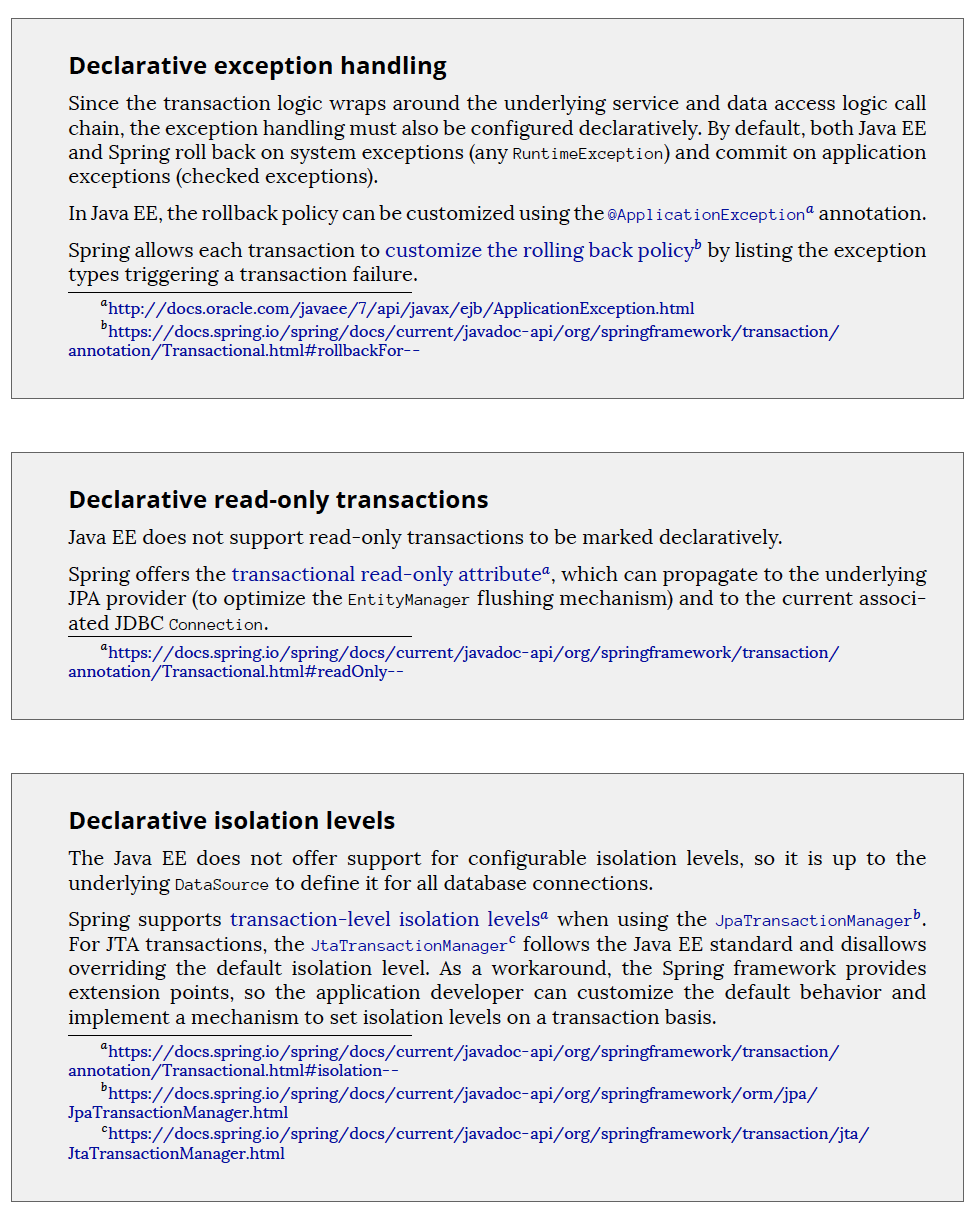 Declarative exception handling
Since the transaction logic wraps around the underlying service and data access logic call
chain, the exception handling must also be configured declaratively. By default, both Java EE
and Spring roll back on system exceptions (any RuntimeException) and commit on application
exceptions (checked exceptions).
In Java EE, the rollback policy can be customized using the @ApplicationExceptionᵃ annotation.
Spring allows each transaction to customize the rolling back policyᵇ by listing the exception
types triggering a transaction failure.
ᵃhttp://docs.oracle.com/javaee/7/api/javax/ejb/ApplicationException.html
ᵇhttps://docs.spring.io/spring/docs/current/javadoc-api/org/springframework/transaction/
annotation/Transactional.html#rollbackFor--
Declarative read-only transactions
Java EE does not support read-only transactions to be marked declaratively.
Spring offers the transactional read-only attributeᵃ, which can propagate to the underlying
JPA provider (to optimize the EntityManager flushing mechanism) and to the current associ-
ated JDBC Connection.
ᵃhttps://docs.spring.io/spring/docs/current/javadoc-api/org/springframework/transaction/
annotation/Transactional.html#readOnly--
Declarative isolation levels
The Java EE does not offer support for configurable isolation levels, so it is up to the
underlying DataSource to define it for all database connections.
Spring supports transaction-level isolation levelsᵃ when using the JpaTransactionManagerᵇ.
For JTA transactions, the JtaTransactionManagerᶜ follows the Java EE standard and disallows
overriding the default isolation level. As a workaround, the Spring framework provides
extension points, so the application developer can customize the default behavior and
implement a mechanism to set isolation levels on a transaction basis.
ᵃhttps://docs.spring.io/spring/docs/current/javadoc-api/org/springframework/transaction/
annotation/Transactional.html#isolation--
ᵇhttps://docs.spring.io/spring/docs/current/javadoc-api/org/springframework/orm/jpa/
JpaTransactionManager.html
ᶜhttps://docs.spring.io/spring/docs/current/javadoc-api/org/springframework/transaction/jta/
JtaTransactionManager.html